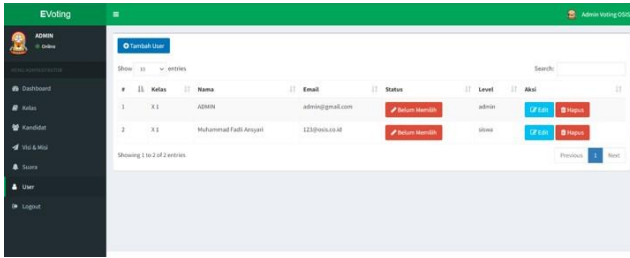 EVoting
Admin Voting OSIS
ADMIN
Online
Tambah User
Show 10 entries
Search:
# Kelas Nama Email Status Level Aksi
1 X 1 ADMIN admin@gmail.com Belum Memilih admin Edit Hapus
2 X 1 Muhammad Fadli Ansyari 123@osis.co.id Belum Memilih siswa Edit Hapus
Showing 1 to 2 of 2 entries
Previous 1 Next
Dashboard
Kelas
Kandidat
Visi & Misi
Suara
User
Logout